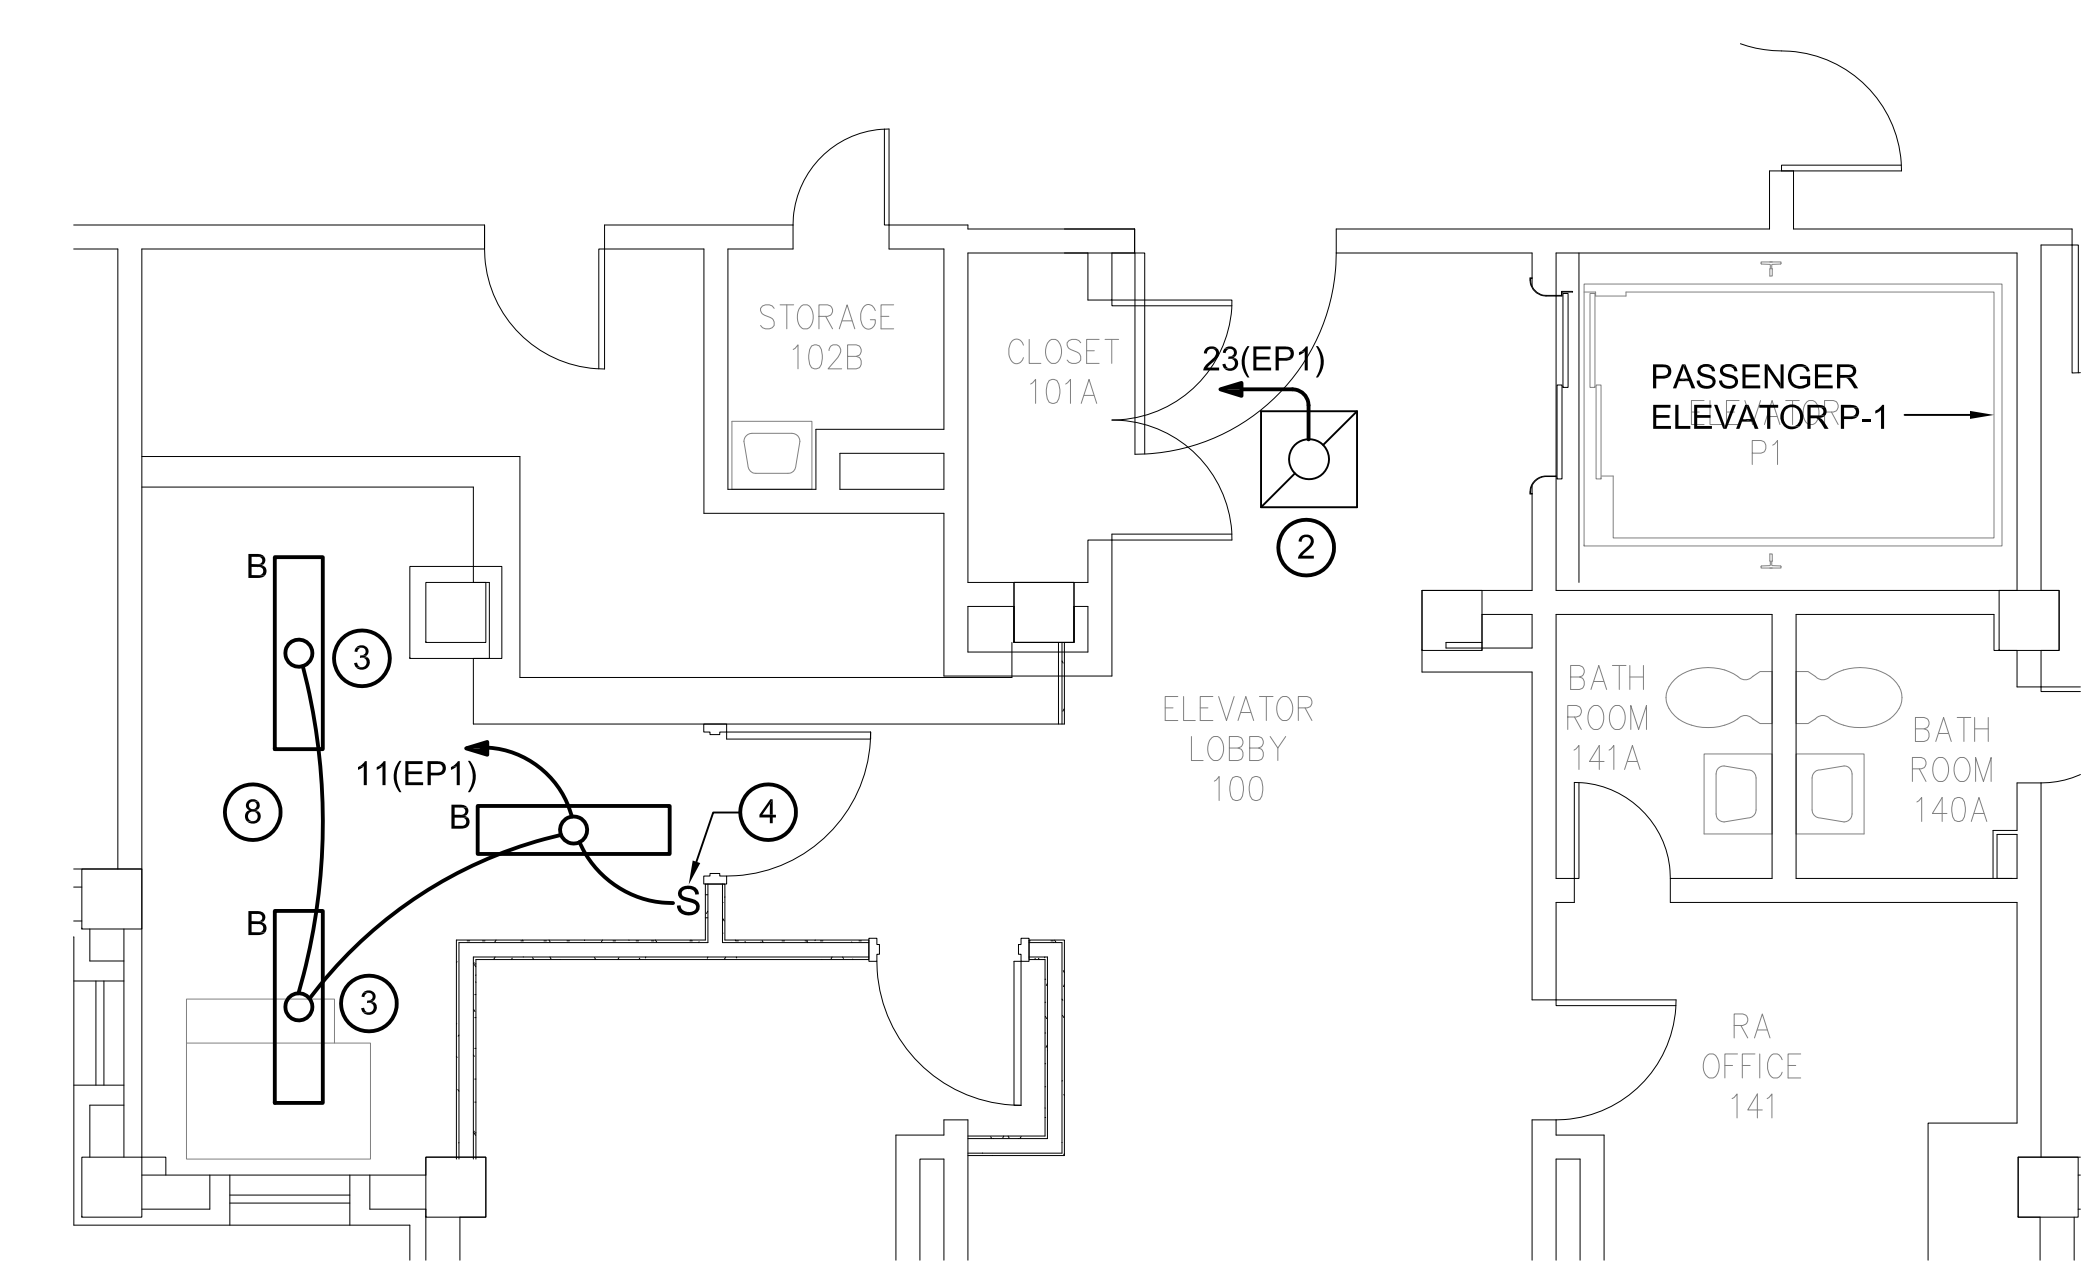 STORAGE
102B
CLOSET
101A
23(EP1)
PASSENGER
ELEVATOR P-1
ELEVATOR
P1
2
B
3
ELEVATOR
LOBBY
100
BATH
ROOM
141A
BATH
ROOM
140A
11(EP1)
8
B
4
S
B
3
RA
OFFICE
141